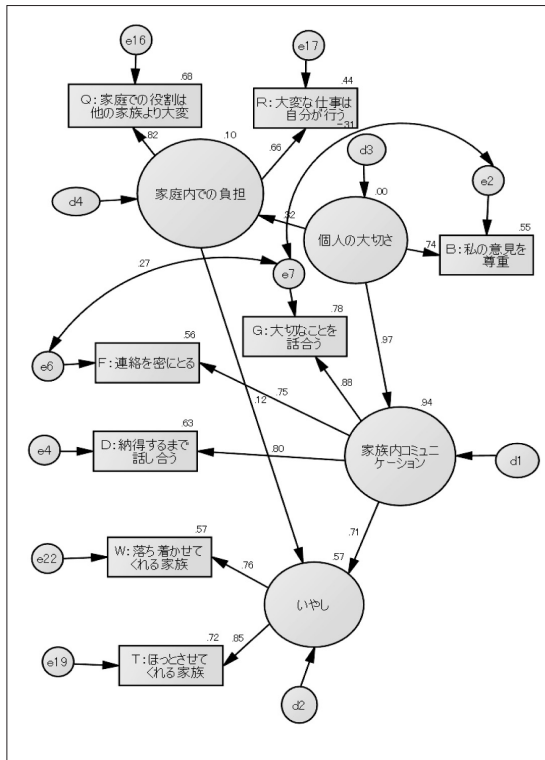 e16
e17
.68
.44
Q:家庭での役割は
他の家族より大変
R:大変な仕事は
自分が行う
-.31
.82
.10
.66
d3
e2
家庭内での負担
d4
.00
.32
個人の大切さ
.55
.74
B:私の意見を
尊重
.27
e7
.78
G:大切なことを
話合う
.97
.56
e6
F:連絡を密にとる
.75
.88
.12
.94
.63
e4
D:納得するまで
話し合う
.80
家族内コミュニ
ケーション
d1
.57
.71
e22
W:落ち着かせて
くれる家族
.76
.57
いやし
.72
.85
e19
T:ほっとさせて
くれる家族
d2